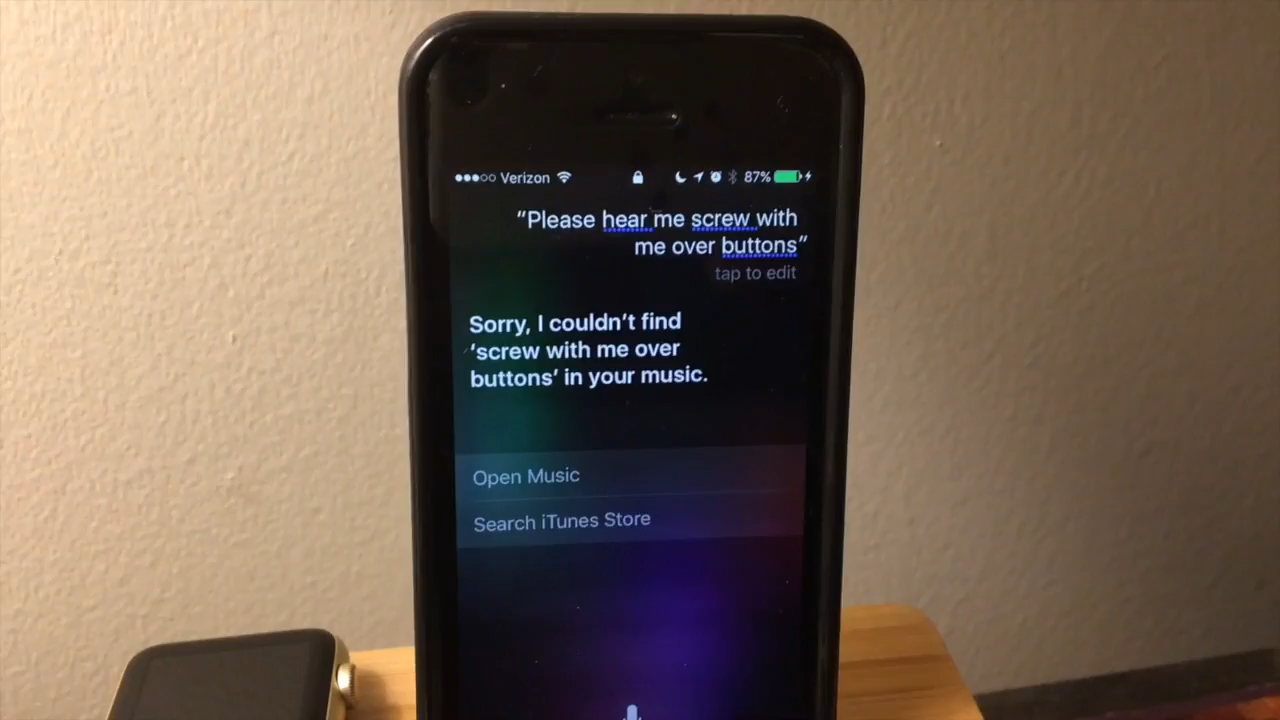 Verizon 87%
“Please hear me screw with
me over buttons”
tap to edit
Sorry, I couldn’t find
‘screw with me over
buttons’ in your music.
Open Music
Search iTunes Store